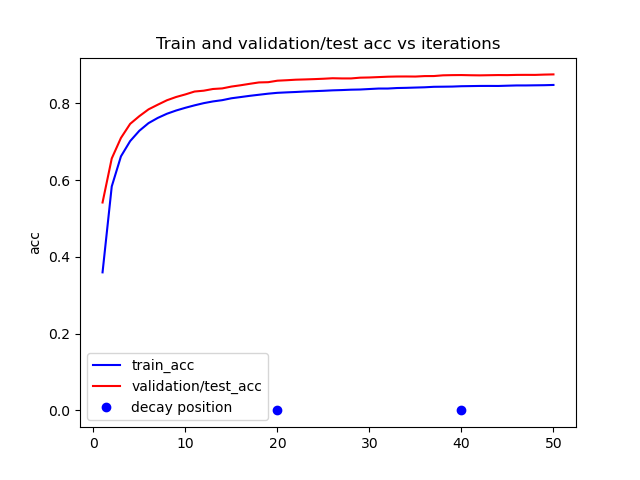 Train and validation/test acc vs iterations
acc
0.8
0.6
0.4
0.2
0.0
train_acc
validation/test_acc
decay position
0 10 20 30 40 50